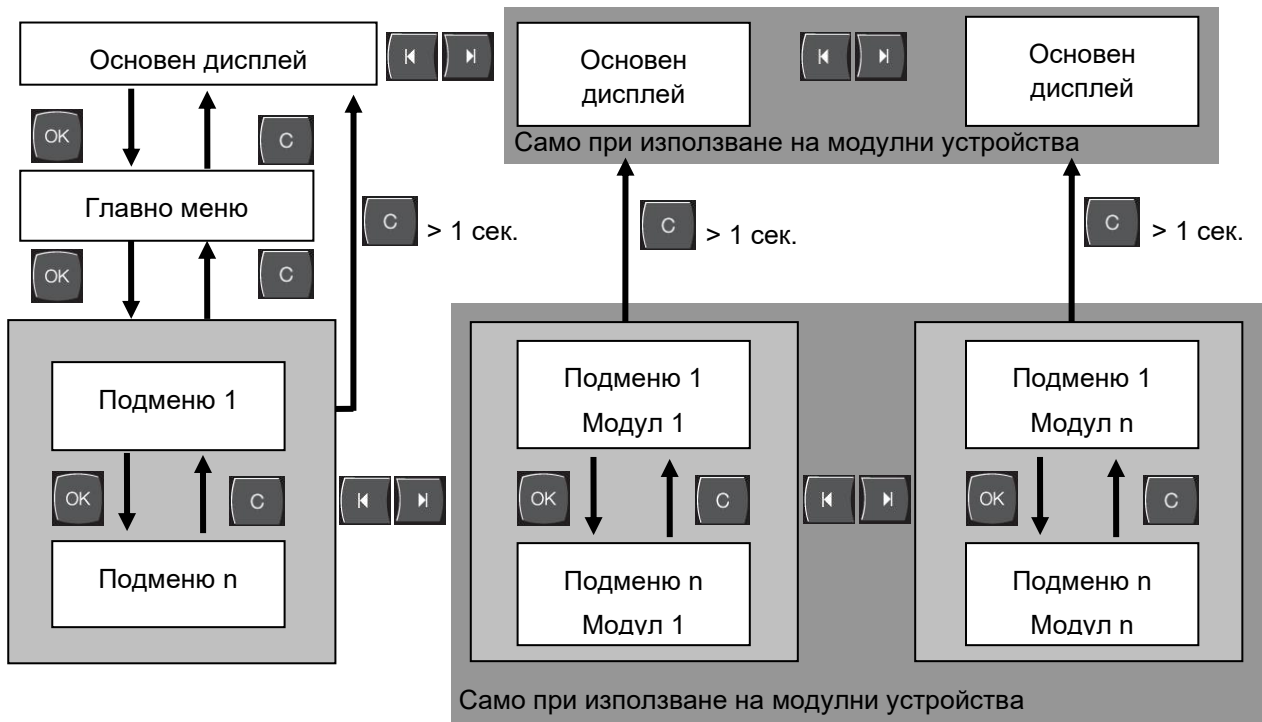 Основен дисплей
Основен
дисплей
Основен
дисплей
Само при използване на модулни устройства
OK
C
Главно меню
C
> 1 сек.
C
> 1 сек.
C
> 1 сек.
OK
C
Подменю 1
OK
C
Подменю n
Подменю 1
Модул 1
OK
C
Подменю n
Модул 1
Подменю 1
Модул n
OK
C
Подменю n
Модул n
Само при използване на модулни устройства